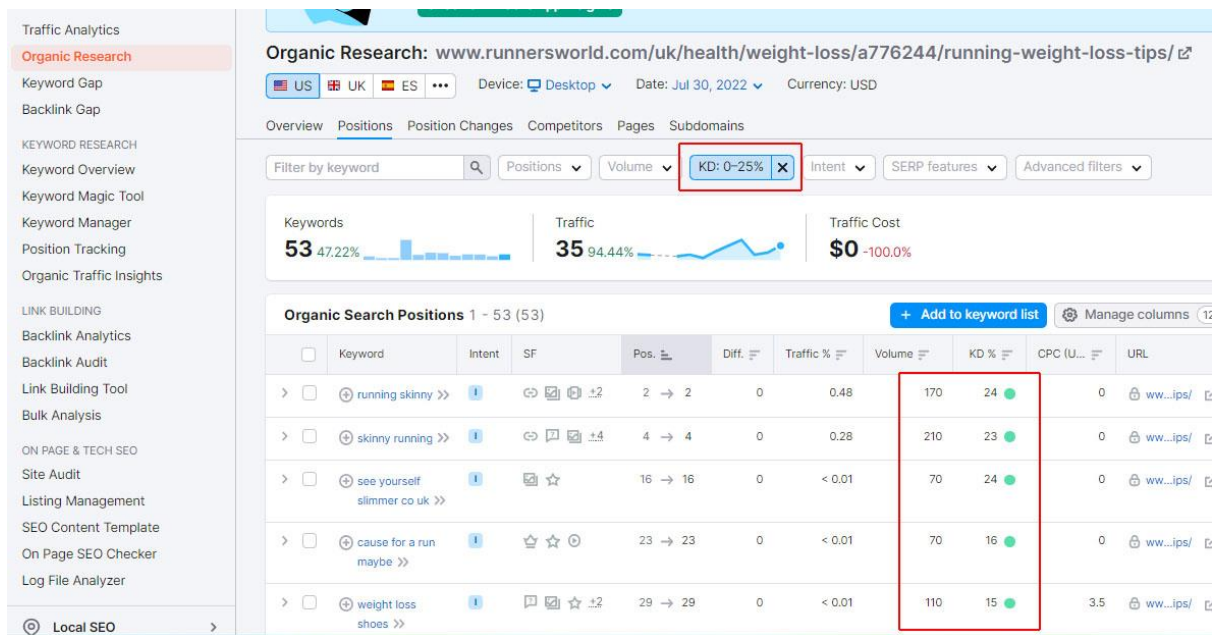 Traffic Analytics
Organic Research
Keyword Gap
Backlink Gap
KEYWORD RESEARCH
Keyword Overview
Keyword Magic Tool
Keyword Manager
Position Tracking
Organic Traffic Insights
LINK BUILDING
Backlink Analytics
Backlink Audit
Link Building Tool
Bulk Analysis
ON PAGE & TECH SEO
Site Audit
Listing Management
SEO Content Template
On Page SEO Checker
Log File Analyzer
Local SEO
Organic Research: www.runnersworld.com/uk/health/weight-loss/a776244/running-weight-loss-tips/
US UK ES ••• Device: Desktop Date: Jul 30, 2022 Currency: USD
Overview Positions Position Changes Competitors Pages Subdomains
Filter by keyword Positions Volume KD: 0-25% Intent SERP features Advanced filters
Keywords Traffic Traffic Cost
53 47.22% 35 94.44% $0 -100.0%
Organic Search Positions 1 - 53 (53) + Add to keyword list Manage columns 12
Keyword Intent SF Pos. Diff. Traffic % Volume KD % CPC (U... URL
running skinny >> I +2 2 → 2 0 0.48 170 24 0 ww...ips/
skinny running >> I +4 4 → 4 0 0.28 210 23 0 ww...ips/
see yourself I 16 → 16 0 < 0.01 70 24 0 ww...ips/
slimmer co uk >>
cause for a run I 23 → 23 0 < 0.01 70 16 0 ww...ips/
maybe >>
weight loss I +2 29 → 29 0 < 0.01 110 15 3.5 ww...ips/
shoes >>